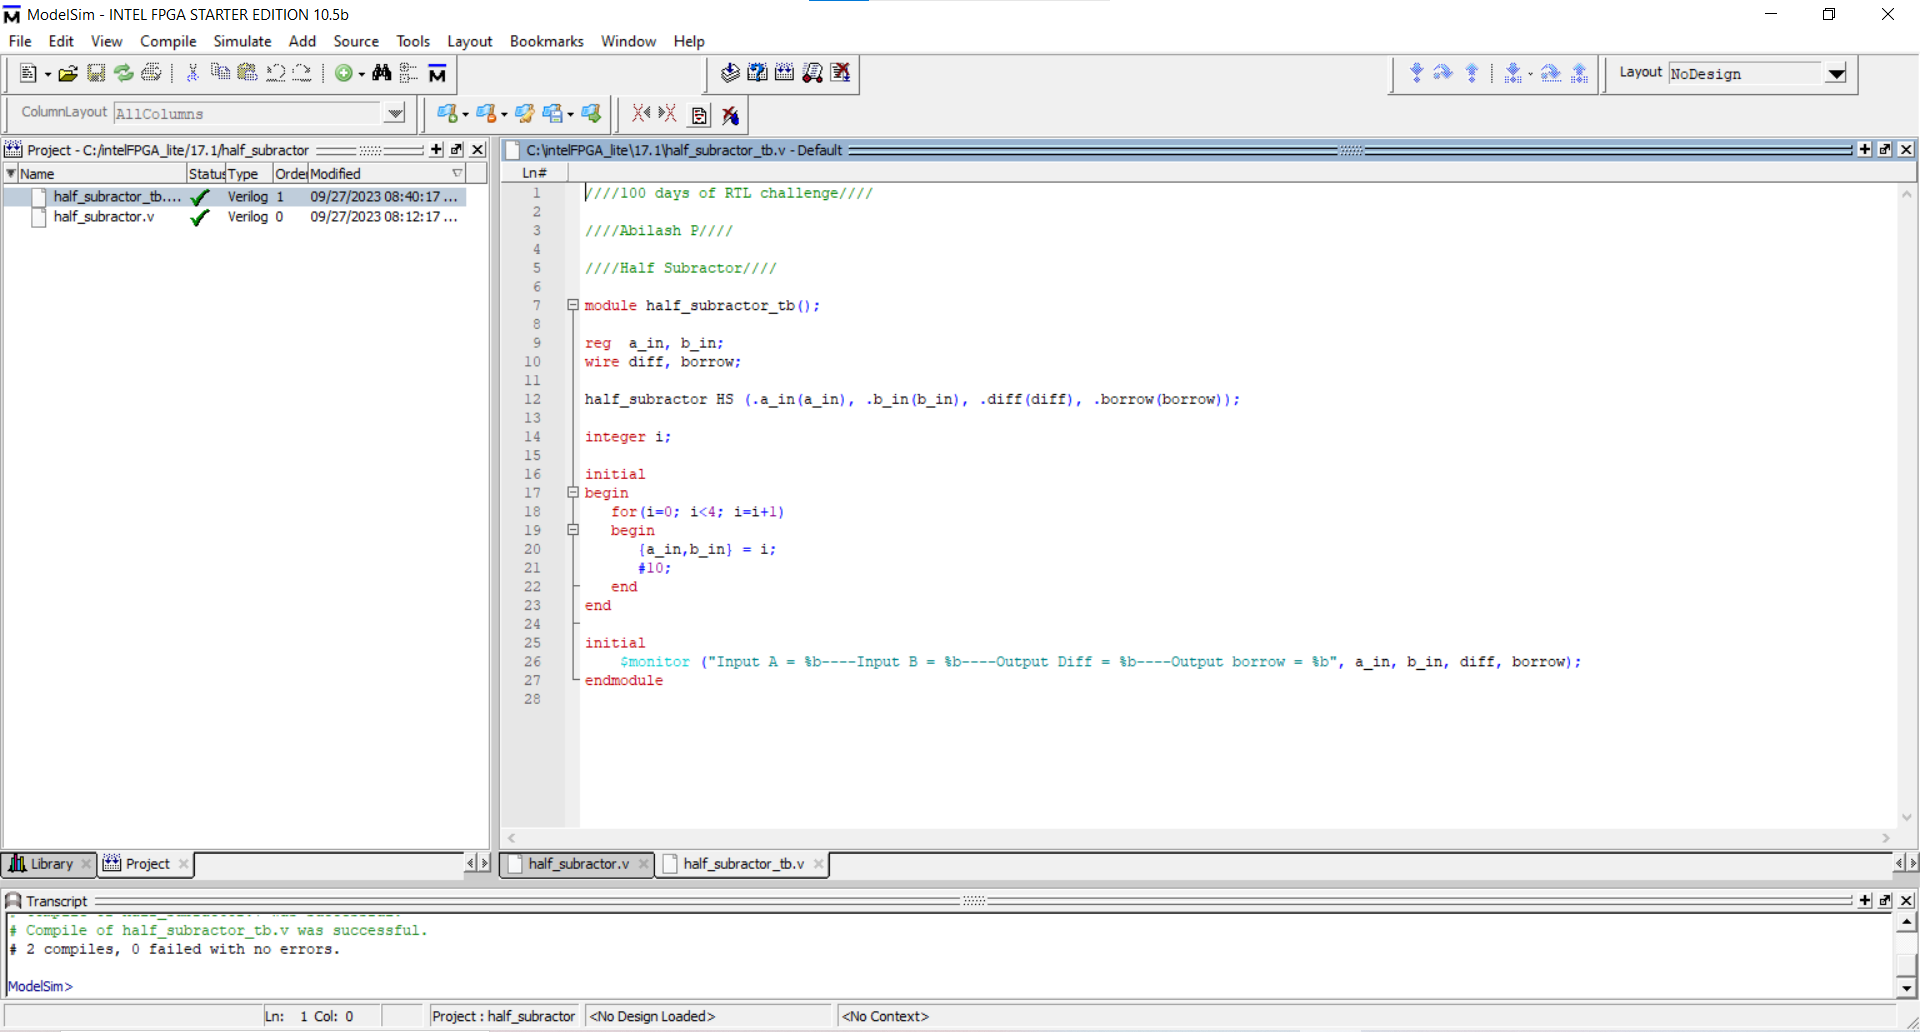 ModelSim - INTEL FPGA STARTER EDITION 10.5b
File Edit View Compile Simulate Add Source Tools Layout Bookmarks Window Help
Layout NoDesign
ColumnLayout AllColumns
Project - C:/intelFPGA_lite/17.1/half_subractor
Name Status Type Order Modified
half_subractor_tb.... Verilog 1 09/27/2023 08:40:17 ...
half_subractor.v Verilog 0 09/27/2023 08:12:17 ...
Library Project
C:\intelFPGA_lite\17.1\half_subractor_tb.v - Default
Ln#
1 ////100 days of RTL challenge////
2
3 ////Abilash P////
4
5 ////Half Subractor////
6
7 module half_subractor_tb();
8
9 reg  a_in, b_in;
10 wire diff, borrow;
11
12 half_subractor HS (.a_in(a_in), .b_in(b_in), .diff(diff), .borrow(borrow));
13
14 integer i;
15
16 initial
17 begin
18 for(i=0; i<4; i=i+1)
19 begin
20 {a_in,b_in} = i;
21 #10;
22 end
23 end
24
25 initial
26 $monitor ("Input A = %b----Input B = %b----Output Diff = %b----Output borrow = %b", a_in, b_in, diff, borrow);
27 endmodule
28
half_subractor.v half_subractor_tb.v
Transcript
# Compile of half_subractor_tb.v was successful.
# 2 compiles, 0 failed with no errors.
ModelSim>
Ln: 1 Col: 0 Project : half_subractor <No Design Loaded> <No Context>